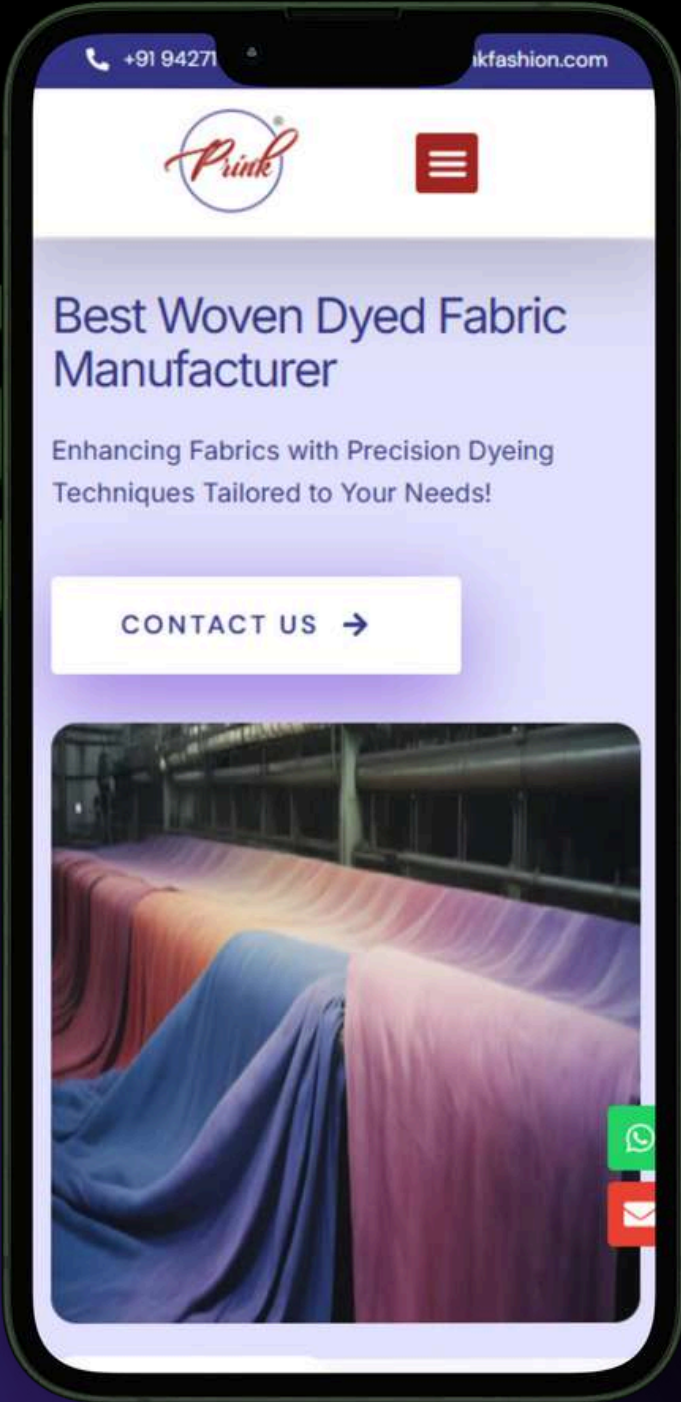 +91 94271
nkfashion.com
Prink
®
Best Woven Dyed Fabric
Manufacturer
Enhancing Fabrics with Precision Dyeing
Techniques Tailored to Your Needs!
CONTACT US